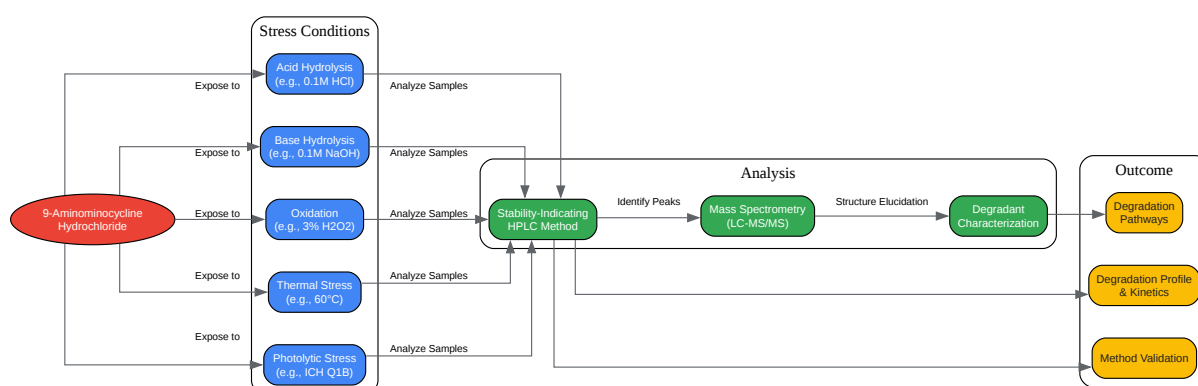 Stress Conditions
Acid Hydrolysis
(e.g., 0.1M HCl)
Expose to
Analyze Samples
Base Hydrolysis
(e.g., 0.1M NaOH)
Expose to
Analyze Samples
9-Aminominocycline
Hydrochloride
Expose to
Oxidation
(e.g., 3% H2O2)
Analyze Samples
Expose to
Thermal Stress
(e.g., 60°C)
Analyze Samples
Expose to
Photolytic Stress
(e.g., ICH Q1B)
Analyze Samples
Analysis
Stability-Indicating
HPLC Method
Identify Peaks
Mass Spectrometry
(LC-MS/MS)
Structure Elucidation
Degradant
Characterization
Outcome
Degradation
Pathways
Degradation Profile
& Kinetics
Method Validation